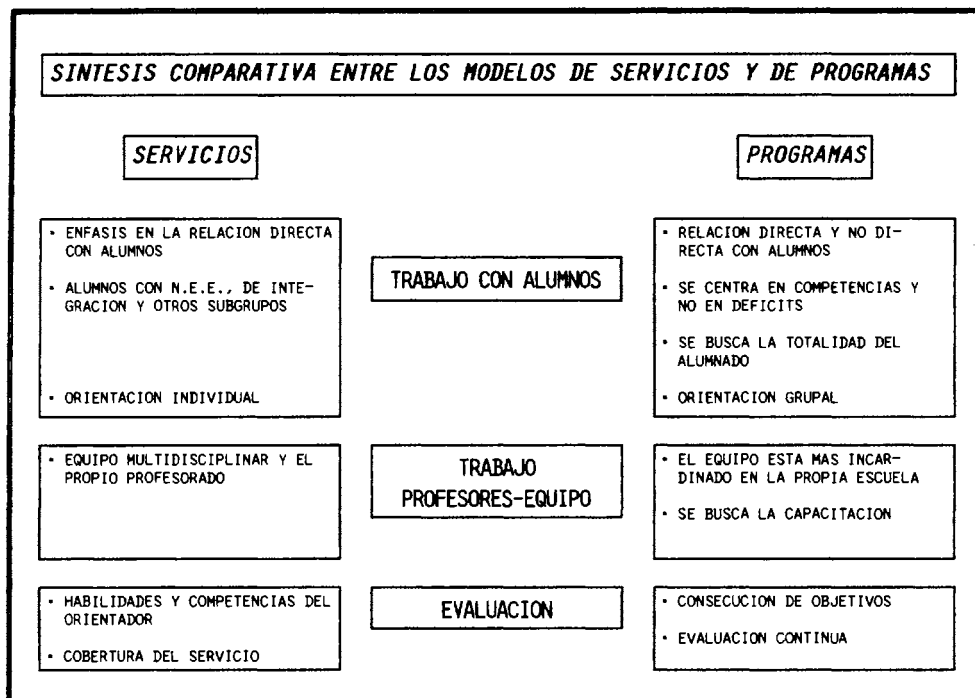 SINTESIS COMPARATIVA ENTRE LOS MODELOS DE SERVICIOS Y DE PROGRAMAS
SERVICIOS
PROGRAMAS
• ENFASIS EN LA RELACION DIRECTA
CON ALUMNOS
• ALUMNOS CON N.E.E., DE INTE-
GRACION Y OTROS SUBGRUPOS
• ORIENTACION INDIVIDUAL
TRABAJO CON ALUMNOS
• RELACION DIRECTA Y NO DI-
RECTA CON ALUMNOS
• SE CENTRA EN COMPETENCIAS Y
NO EN DEFICITS
• SE BUSCA LA TOTALIDAD DEL
ALUMNADO
• ORIENTACION GRUPAL
• EQUIPO MULTIDISCIPLINAR Y EL
PROPIO PROFESORADO
TRABAJO
PROFESORES-EQUIPO
• EL EQUIPO ESTA MAS INCAR-
DINADO EN LA PROPIA ESCUELA
• SE BUSCA LA CAPACITACION
• HABILIDADES Y COMPETENCIAS DEL
ORIENTADOR
• COBERTURA DEL SERVICIO
EVALUACION
• CONSECUCION DE OBJETIVOS
• EVALUACION CONTINUA